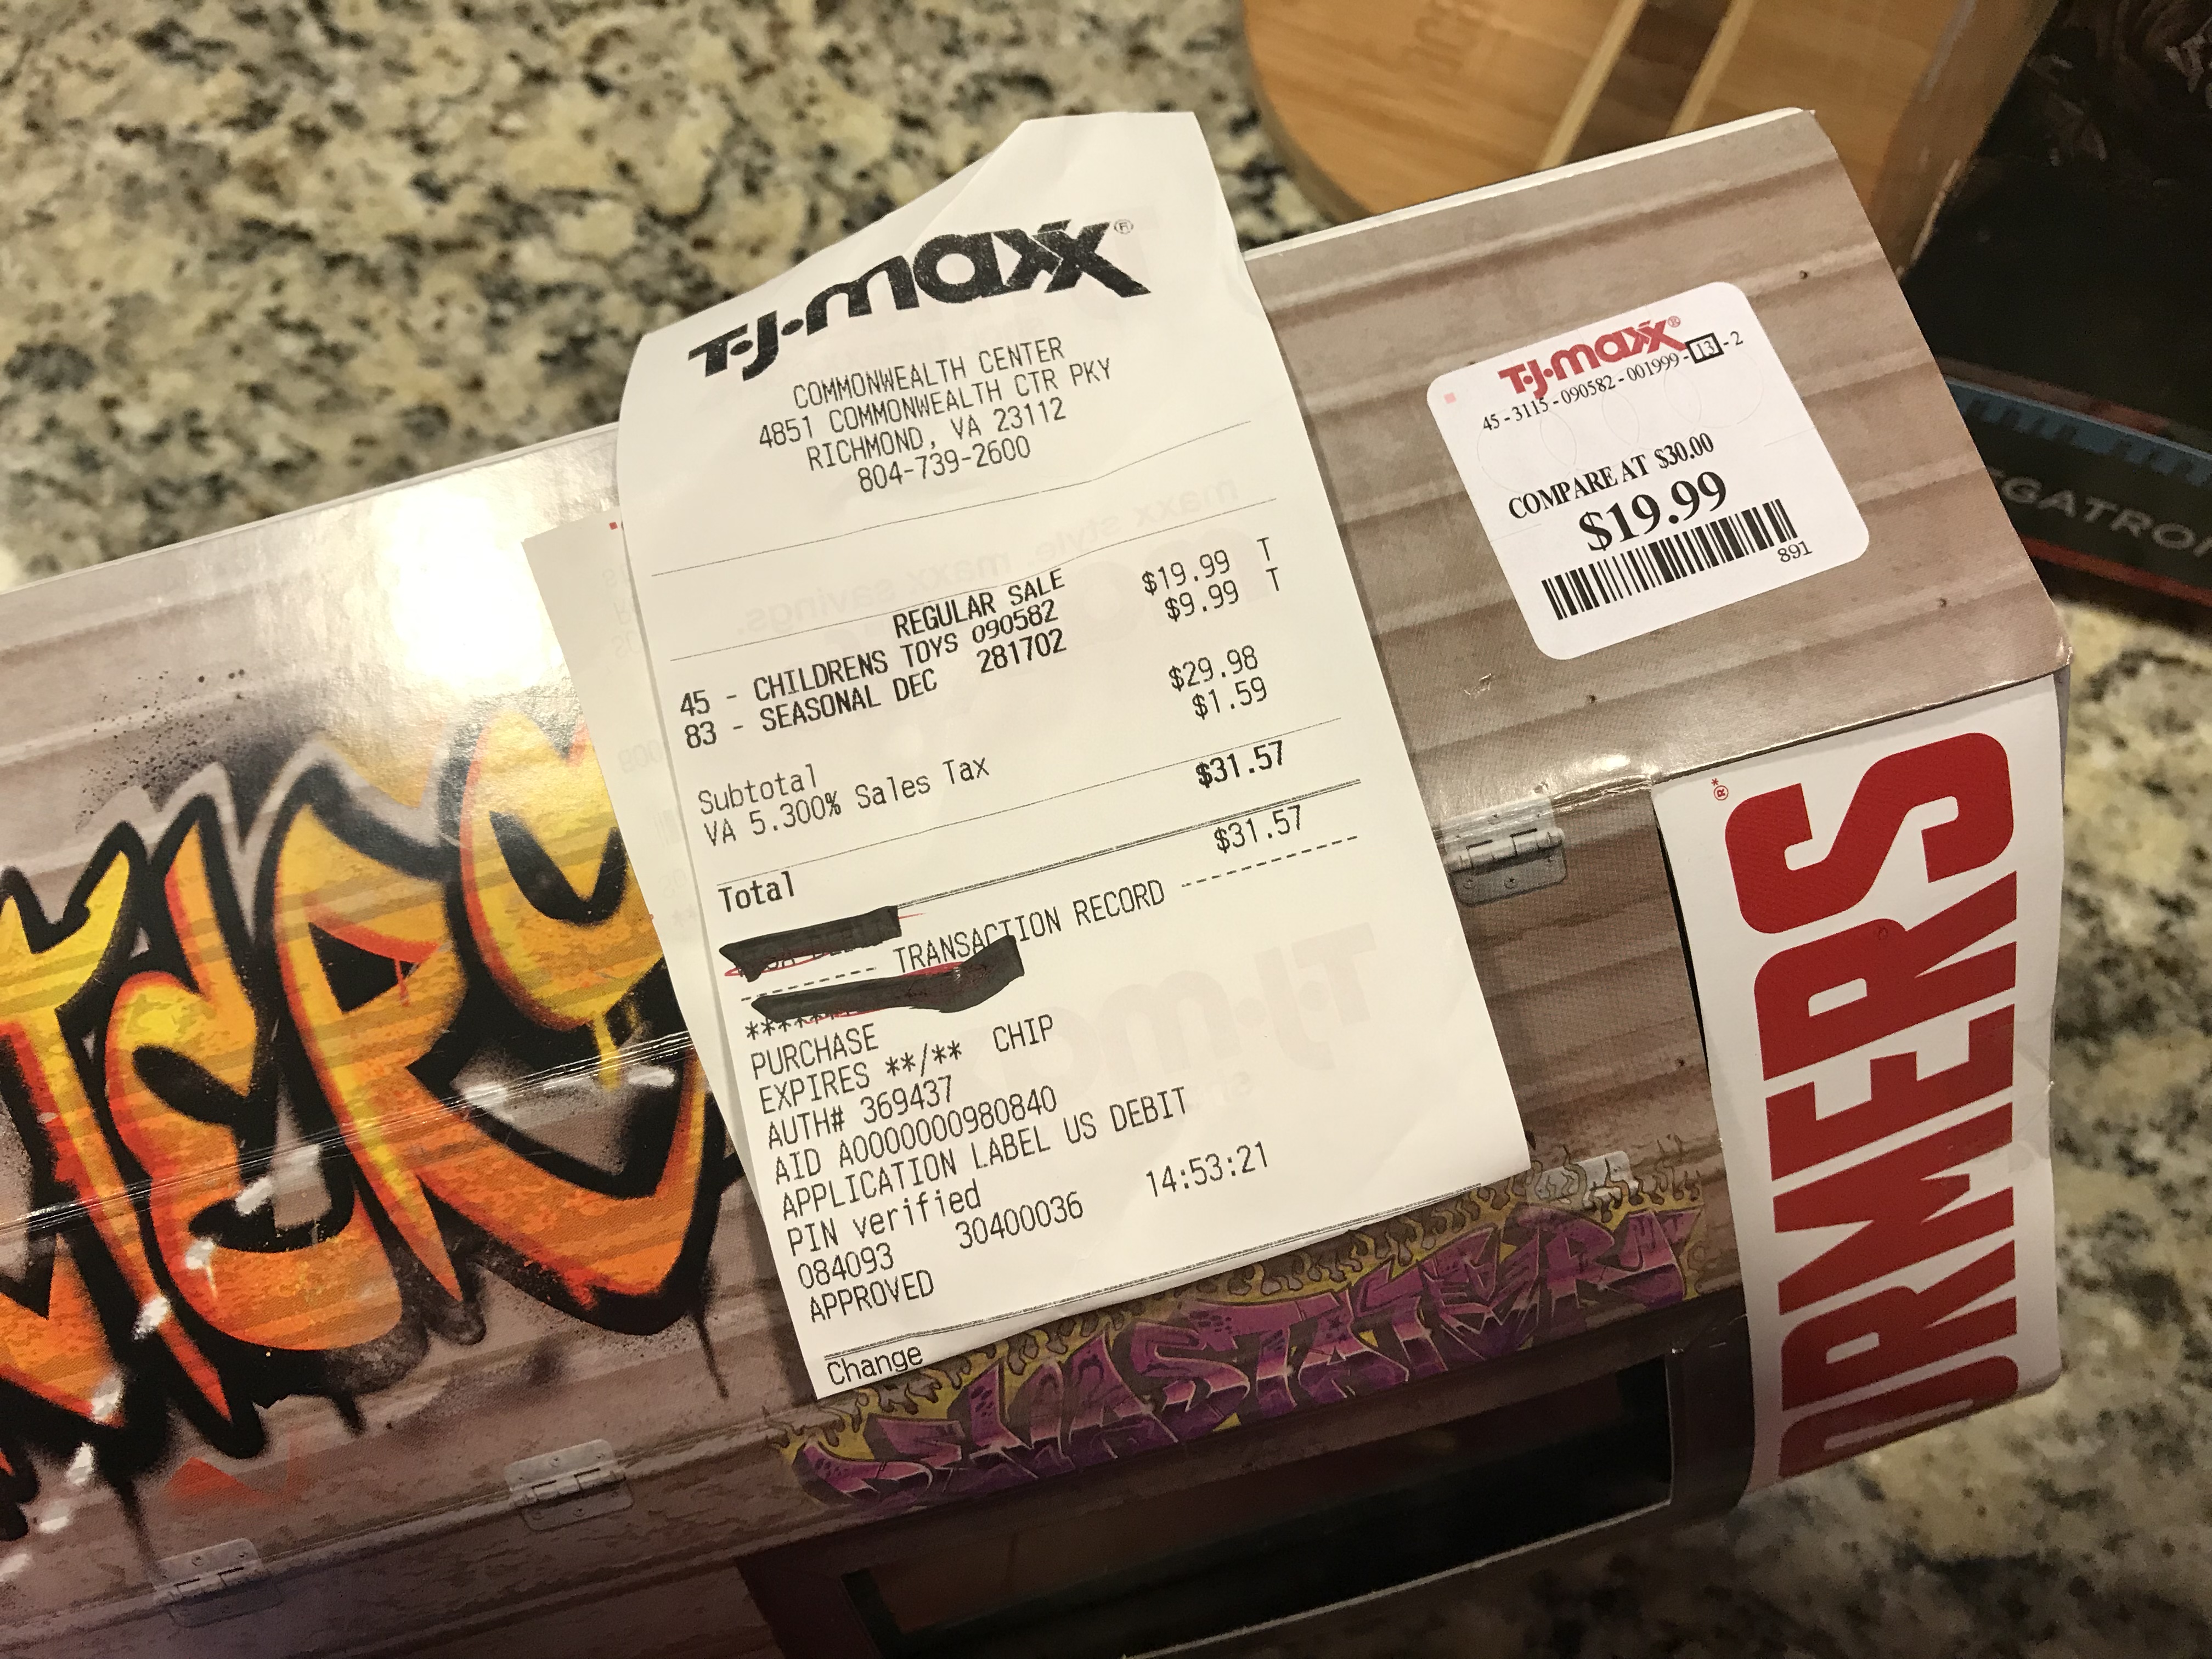 T·J·maxx®
COMMONWEALTH CENTER
4851 COMMONWEALTH CTR PKY
RICHMOND, VA 23112
804-739-2600
REGULAR SALE
45 - CHILDRENS TOYS 090582 $19.99 T
83 - SEASONAL DEC 281702 $9.99 T
Subtotal $29.98
VA 5.300% Sales Tax $1.59
Total $31.57
$31.57
------ TRANSACTION RECORD ------------
*******
PURCHASE
EXPIRES **/** CHIP
AUTH# 369437
AID A0000000980840
APPLICATION LABEL US DEBIT
PIN verified
084093 30400036 14:53:21
APPROVED
Change
T·J·maxx®
45 - 3115 - 090582 - 001999 - 13 - 2
COMPARE AT $30.00
$19.99
891
ORMERS
®*
EGATRO